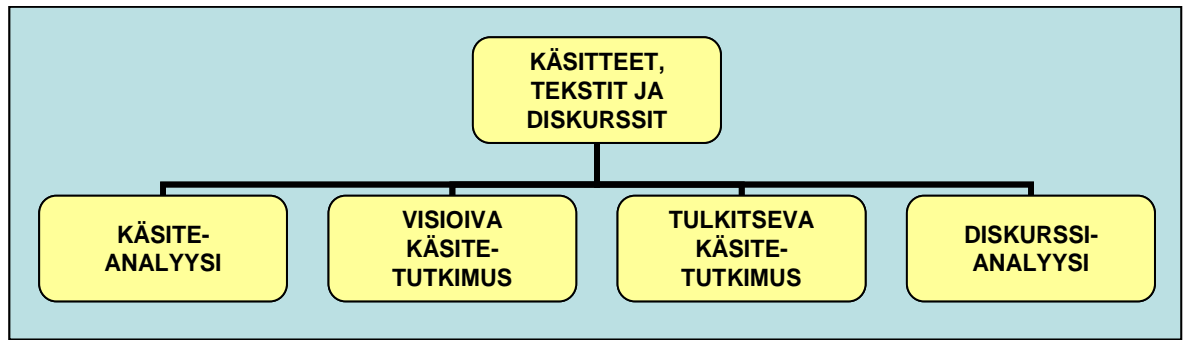 KÄSITTEET,
TEKSTIT JA
DISKURSSIT
KÄSITE-
ANALYYSI
VISIOIVA
KÄSITE-
TUTKIMUS
TULKITSEVA
KÄSITE-
TUTKIMUS
DISKURSSI-
ANALYYSI